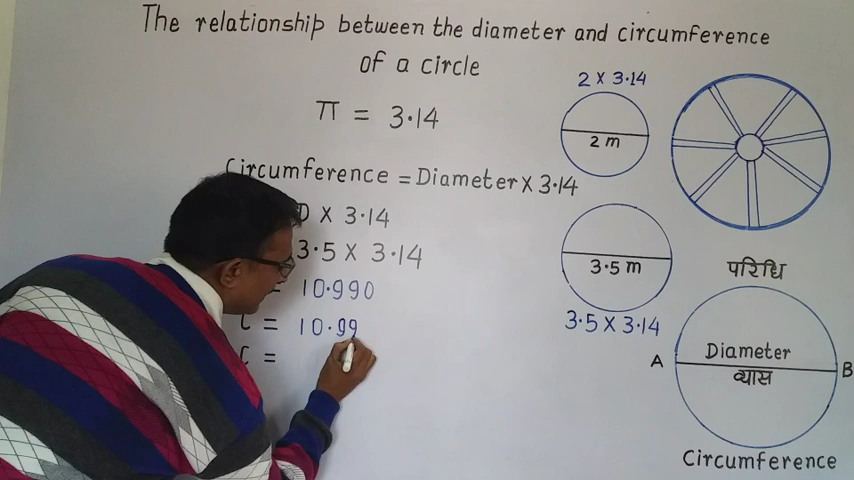 The relationship between the diameter and circumference
of a circle
π = 3.14
Circumference = Diameter X 3.14
D X 3.14
3.5 X 3.14
= 10.990
C = 10.99
C =
2 X 3.14
2 m
3.5 m
3.5 X 3.14
परिधि
A Diameter B
व्यास
Circumference